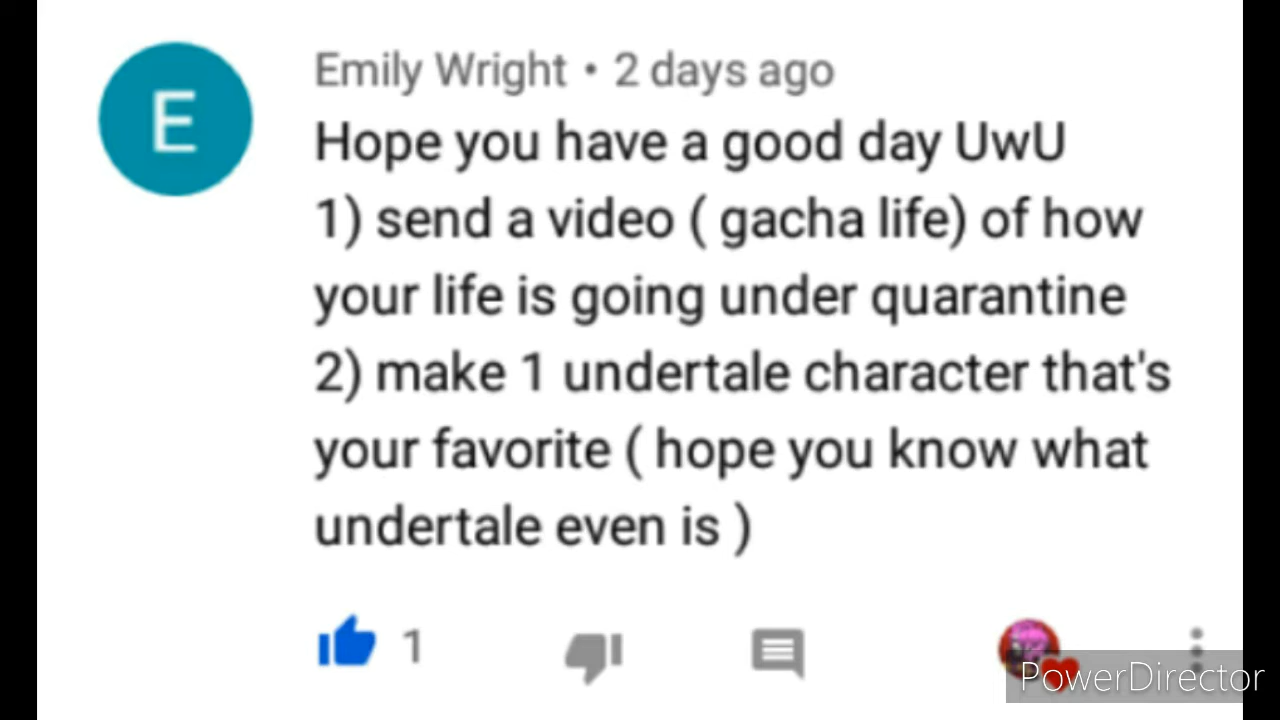 E
Emily Wright • 2 days ago
Hope you have a good day UwU
1) send a video ( gacha life) of how
your life is going under quarantine
2) make 1 undertale character that's
your favorite ( hope you know what
undertale even is )
1
PowerDirector